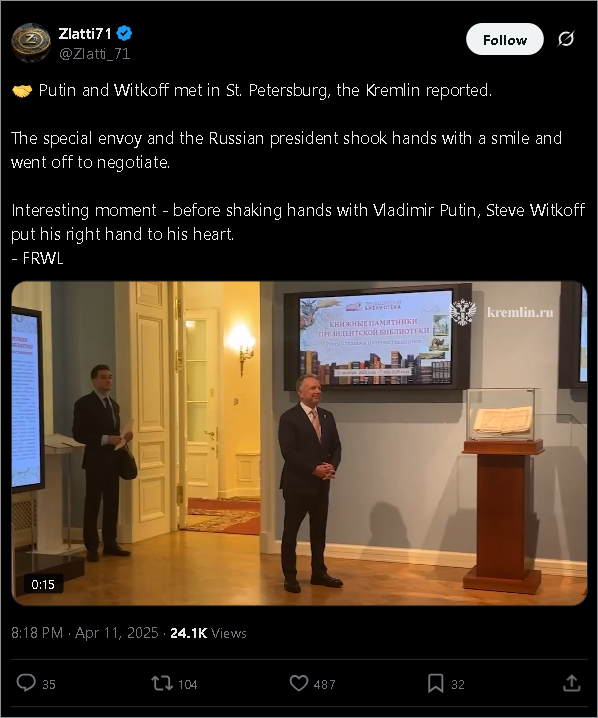 Zlatti71
@Zlatti_71
Follow
🤝 Putin and Witkoff met in St. Petersburg, the Kremlin reported.
The special envoy and the Russian president shook hands with a smile and
went off to negotiate.
Interesting moment - before shaking hands with Vladimir Putin, Steve Witkoff
put his right hand to his heart.
- FRWL
kremlin.ru
КНИЖНЫЕ ПАМЯТНИКИ
ПРЕЗИДЕНТСКОЙ БИБЛИОТЕКИ
0:15
8:18 PM · Apr 11, 2025 · 24.1K Views
35
104
487
32